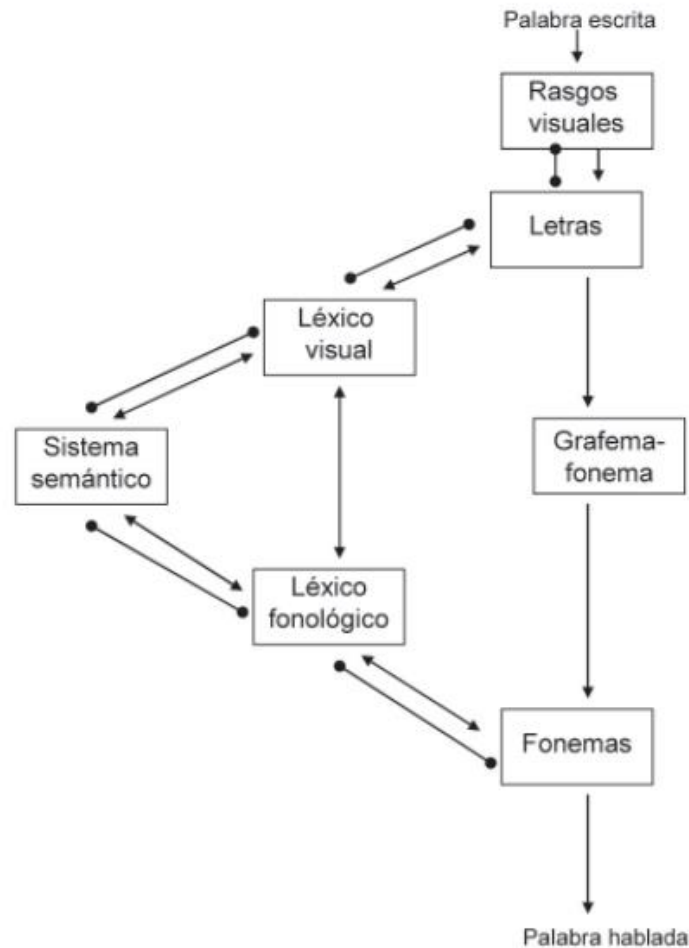 Palabra escrita
Rasgos
visuales
Letras
Léxico
visual
Grafema-
fonema
Sistema
semántico
Léxico
fonológico
Fonemas
Palabra hablada